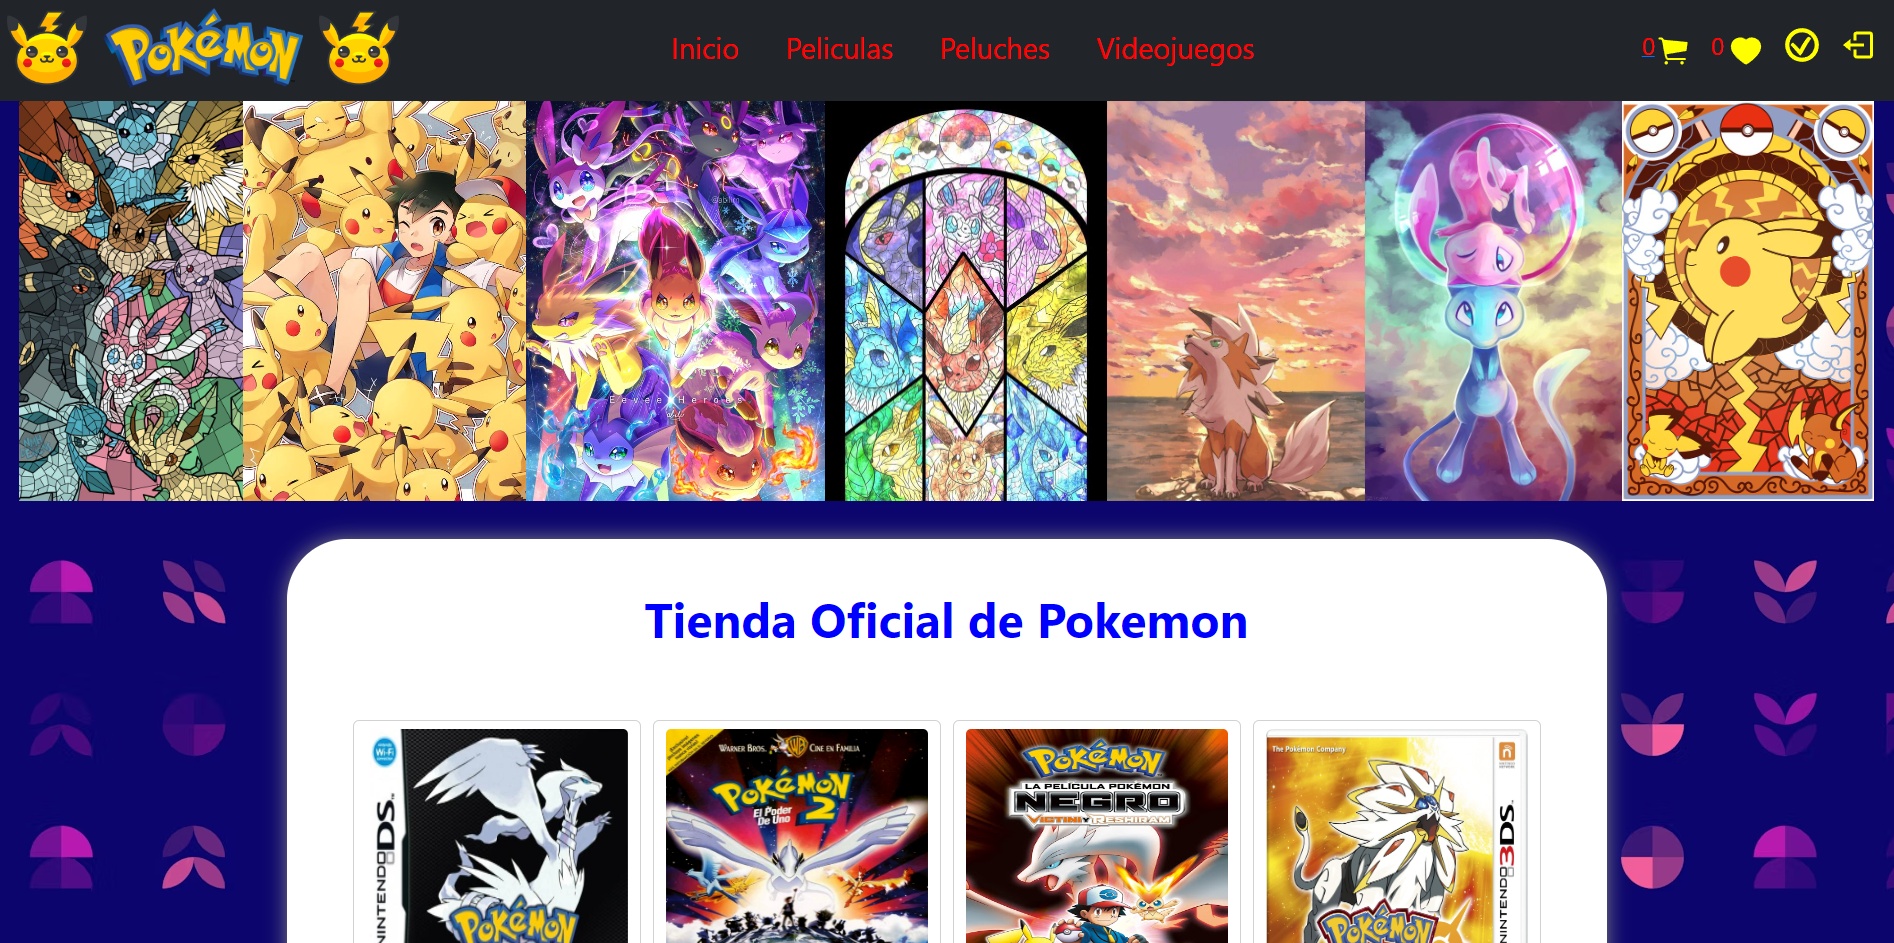 Pokémon
Inicio
Peliculas
Peluches
Videojuegos
0
0
Eevee Heroes
Tienda Oficial de Pokemon
Wi-Fi
NINTENDO DS
POKéMON
WARNER BROS.
WB
CINE EN FAMILIA
POKéMON 2
El Poder
De Uno
POKéMON
LA PELÍCULA POKÉMON
NEGRO
VICTINI Y RESHIRAM
The Pokemon Company
NINTENDO 3DS
POKéMON